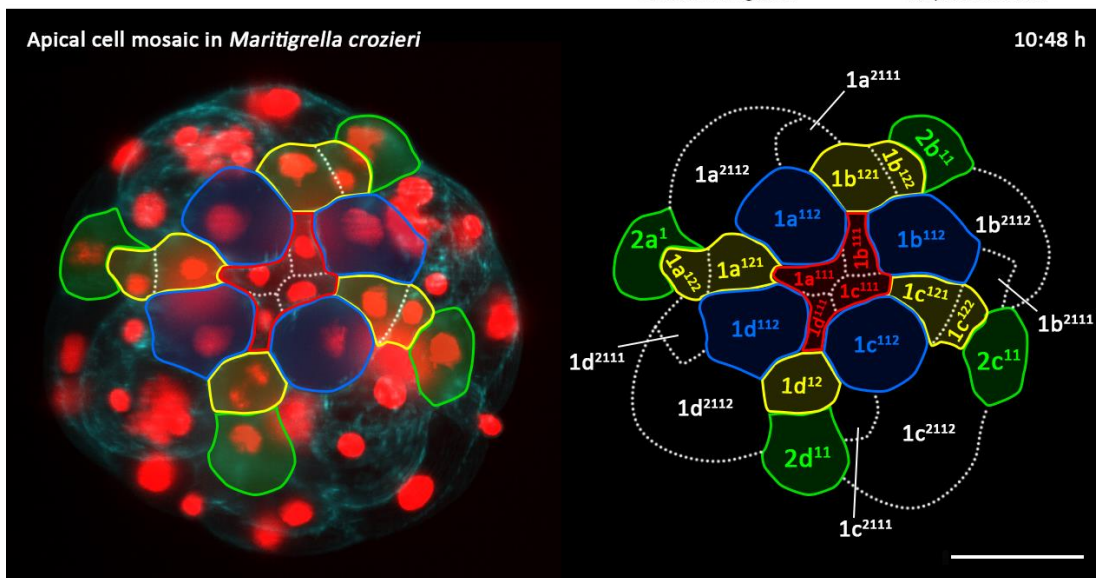 Apical cell mosaic in Maritigrella crozieri
10:48 h
1a²¹¹¹
1a²¹¹²
1b¹²¹
1b¹²²
2b¹¹
1a¹¹²
1b¹¹¹
1b¹¹²
1b²¹¹²
2a¹
1a¹²²
1a¹²¹
1a¹¹¹
1c¹¹¹
1c¹²¹
1c¹²²
1b²¹¹¹
1d¹¹¹
1d¹¹²
1c¹¹²
2c¹¹
1d²¹¹¹
1d²¹¹²
1d¹²
1c²¹¹²
2d¹¹
1c²¹¹¹